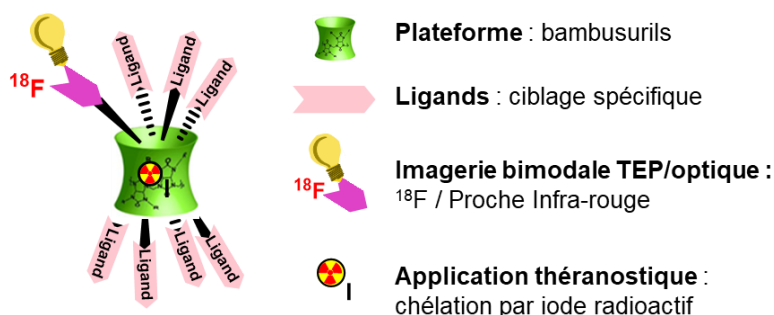 Ligand
Ligand
Ligand
18F
I
Ligand
Ligand
Ligand
Ligand
Plateforme : bambusurils
Ligands : ciblage spécifique
18F
Imagerie bimodale TEP/optique :
18F / Proche Infra-rouge
I
Application théranostique :
chélation par iode radioactif